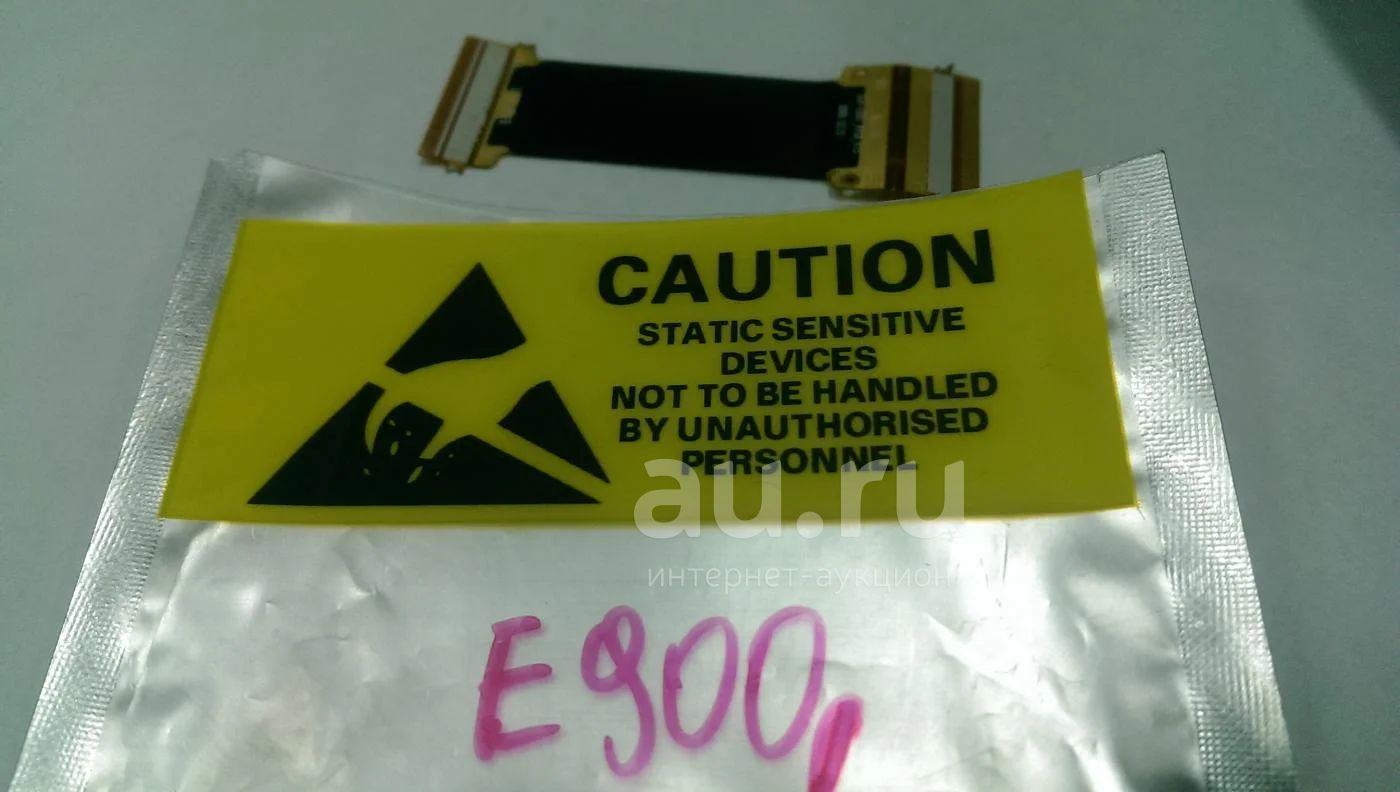 CAUTION
STATIC SENSITIVE
DEVICES
NOT TO BE HANDLED
BY UNAUTHORISED
PERSONNEL
au.ru
интернет-аукцион
E900,